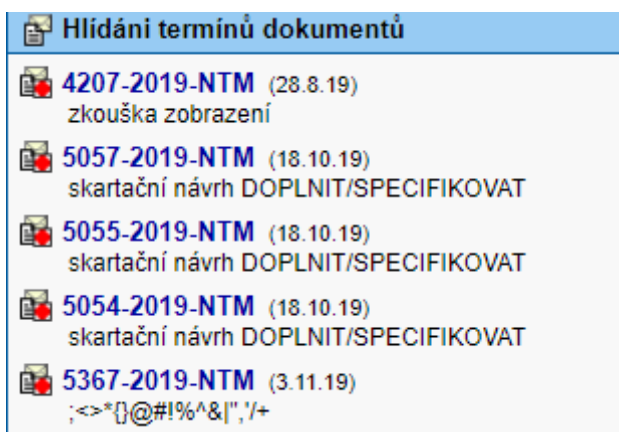 Hlídáni termínů dokumentů
4207-2019-NTM (28.8.19)
zkouška zobrazení
5057-2019-NTM (18.10.19)
skartační návrh DOPLNIT/SPECIFIKOVAT
5055-2019-NTM (18.10.19)
skartační návrh DOPLNIT/SPECIFIKOVAT
5054-2019-NTM (18.10.19)
skartační návrh DOPLNIT/SPECIFIKOVAT
5367-2019-NTM (3.11.19)
;<>*{}@#!%^&|",'/+